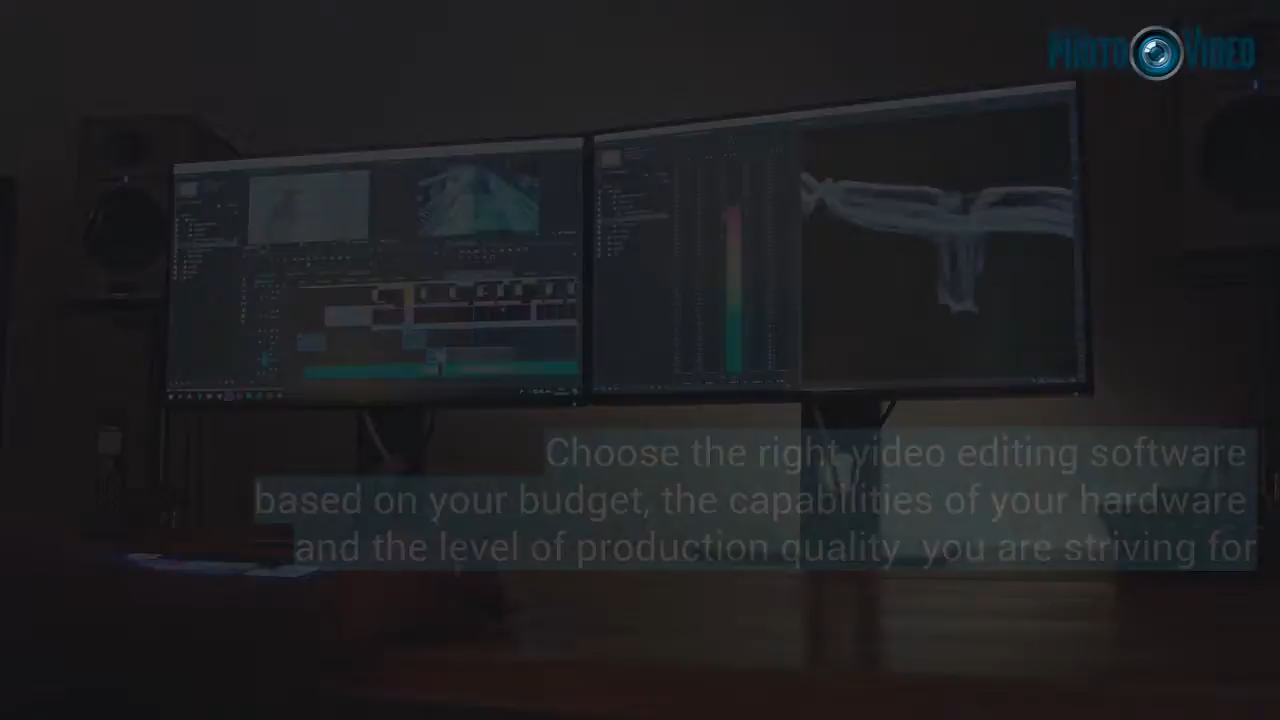 PHOTO VIDEO
Choose the right video editing software
based on your budget, the capabilities of your hardware
and the level of production quality you are striving for